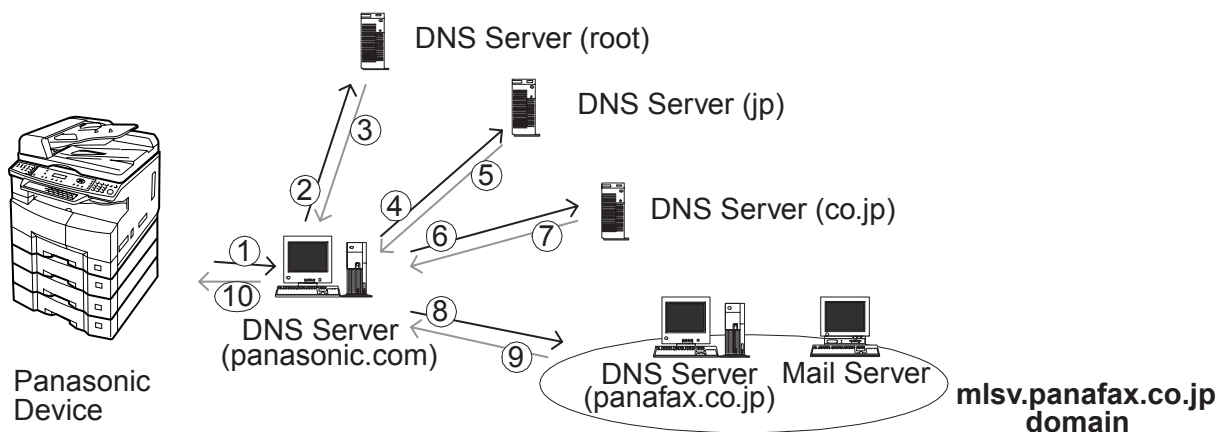 DNS Server (root)
DNS Server (jp)
3
2
5
4
DNS Server (co.jp)
6
7
1
10
8
9
DNS Server
(panasonic.com)
DNS Server
(panafax.co.jp)
Mail Server
Panasonic
Device
mlsv.panafax.co.jp
domain